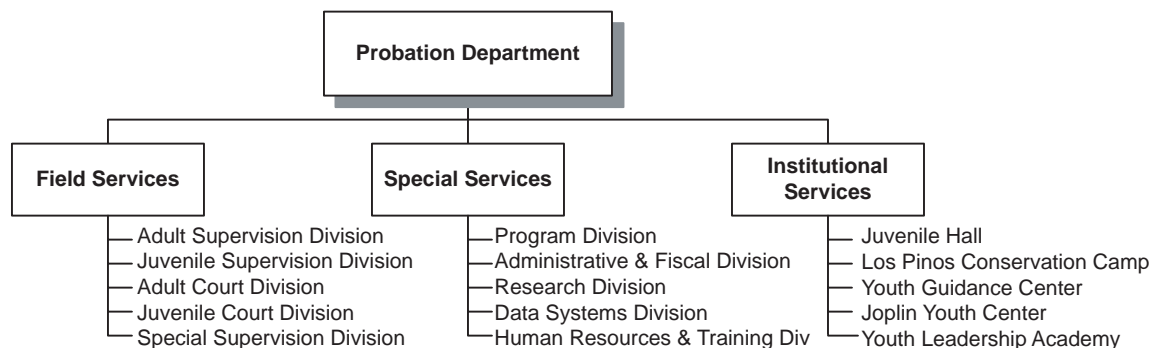 Probation Department
Field Services
Adult Supervision Division
Juvenile Supervision Division
Adult Court Division
Juvenile Court Division
Special Supervision Division
Special Services
Program Division
Administrative & Fiscal Division
Research Division
Data Systems Division
Human Resources & Training Div
Institutional
Services
Juvenile Hall
Los Pinos Conservation Camp
Youth Guidance Center
Joplin Youth Center
Youth Leadership Academy